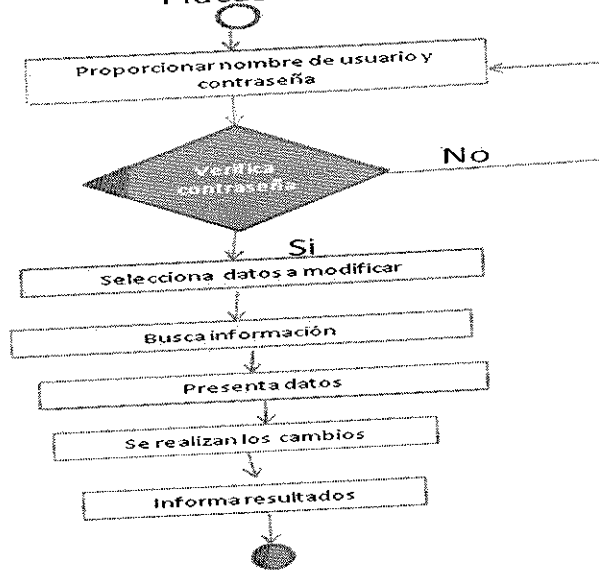 Proporcionar nombre de usuario y
contraseña
Verifica
contraseña
No
Si
Selecciona datos a modificar
Busca información
Presenta datos
Se realizan los cambios
Informa resultados